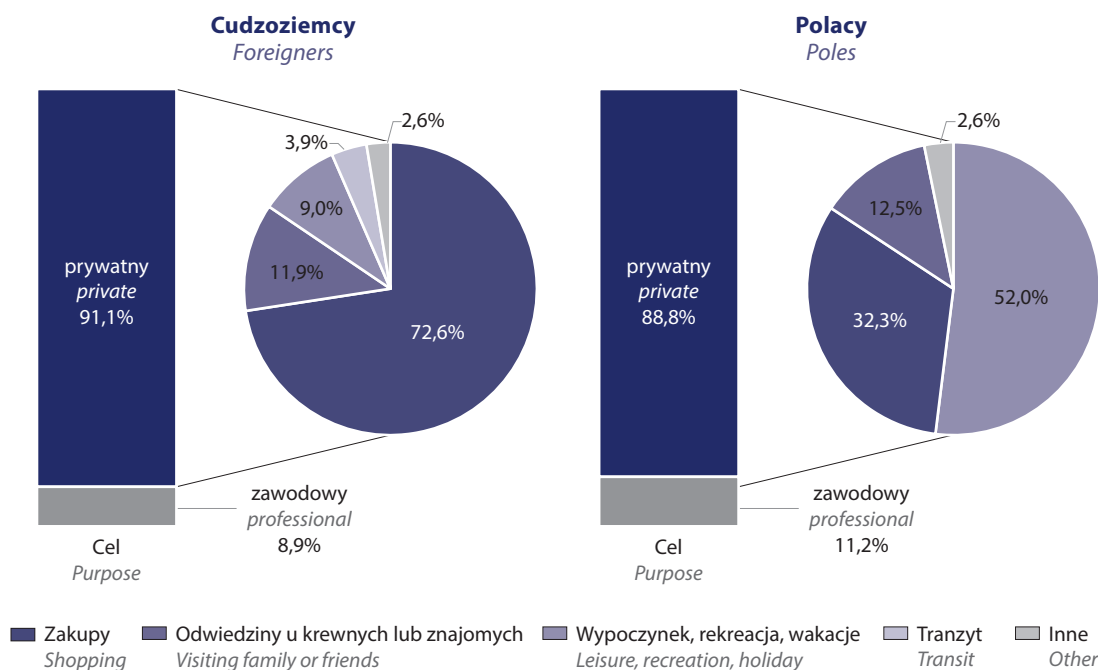 Cudzoziemcy
Foreigners
prywatny
private
91,1%
3,9%
2,6%
9,0%
11,9%
72,6%
zawodowy
professional
8,9%
Cel
Purpose
Polacy
Poles
prywatny
private
88,8%
2,6%
12,5%
32,3%
52,0%
zawodowy
professional
11,2%
Cel
Purpose
Zakupy
Shopping
Odwiedziny u krewnych lub znajomych
Visiting family or friends
Wypoczynek, rekreacja, wakacje
Leisure, recreation, holiday
Tranzyt
Transit
Inne
Other